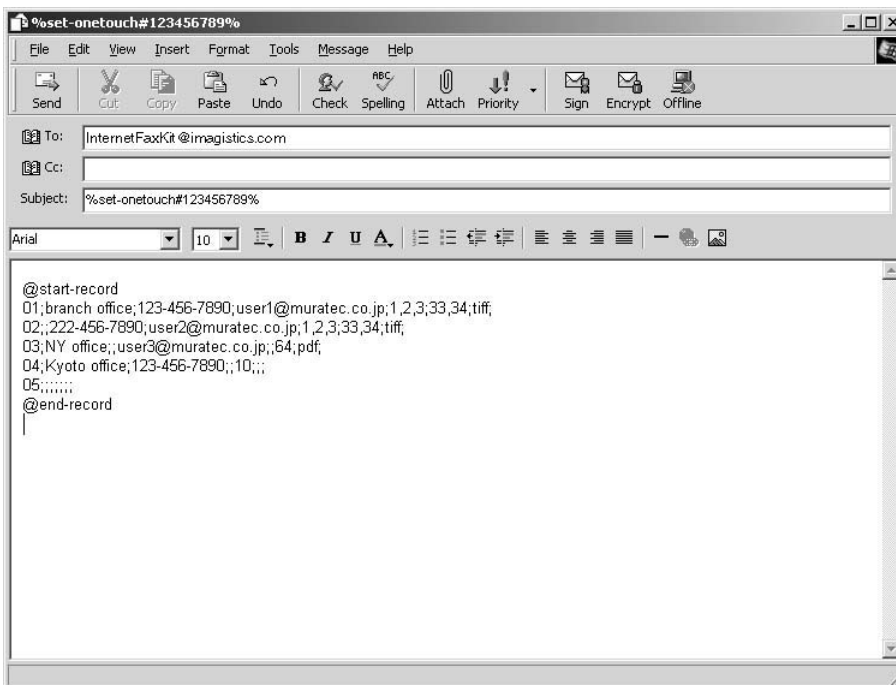 %set-onetouch#123456789%
File Edit View Insert Format Tools Message Help
ABC
Send Cut Copy Paste Undo Check Spelling Attach Priority Sign Encrypt Offline
To: InternetFaxKit@imagistics.com
Cc:
Subject: %set-onetouch#123456789%
Arial 10 B I U A
@start-record
01;branch office;123-456-7890;user1@muratec.co.jp;1,2,3;33,34;tiff;
02;;222-456-7890;user2@muratec.co.jp;1,2,3;33,34;tiff;
03;NY office;;user3@muratec.co.jp;;64;pdf;
04;Kyoto office;123-456-7890;;10;;;
05;;;;;;;
@end-record